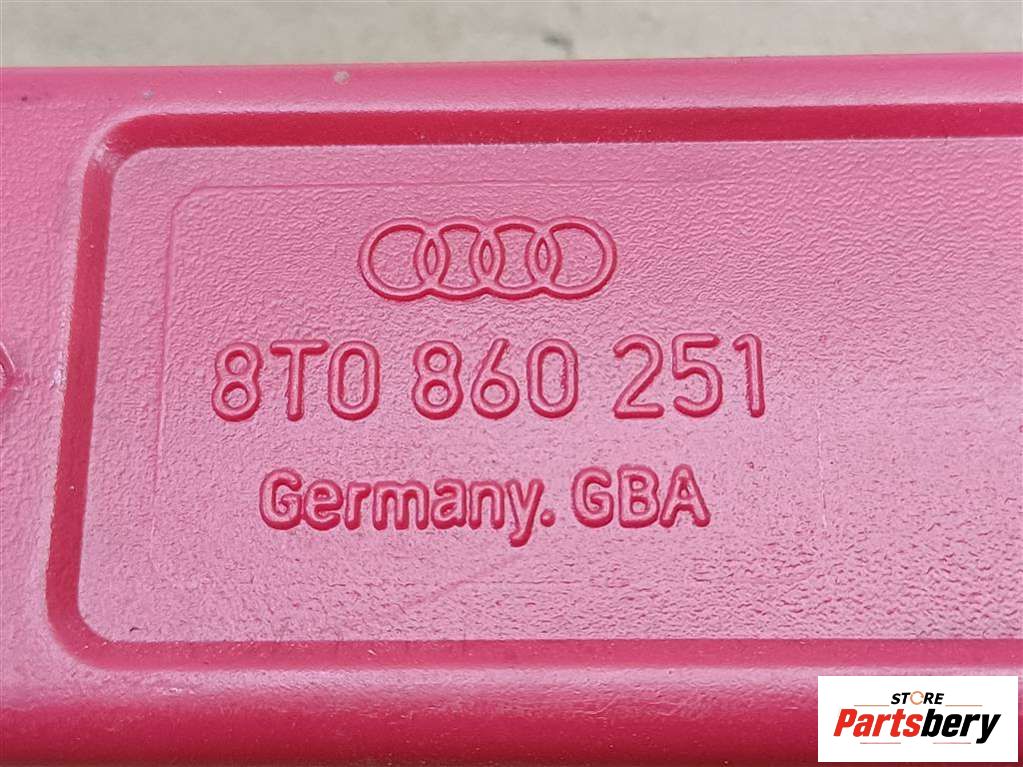 8T0 860 251
Germany. GBA
STORE
Partsbery